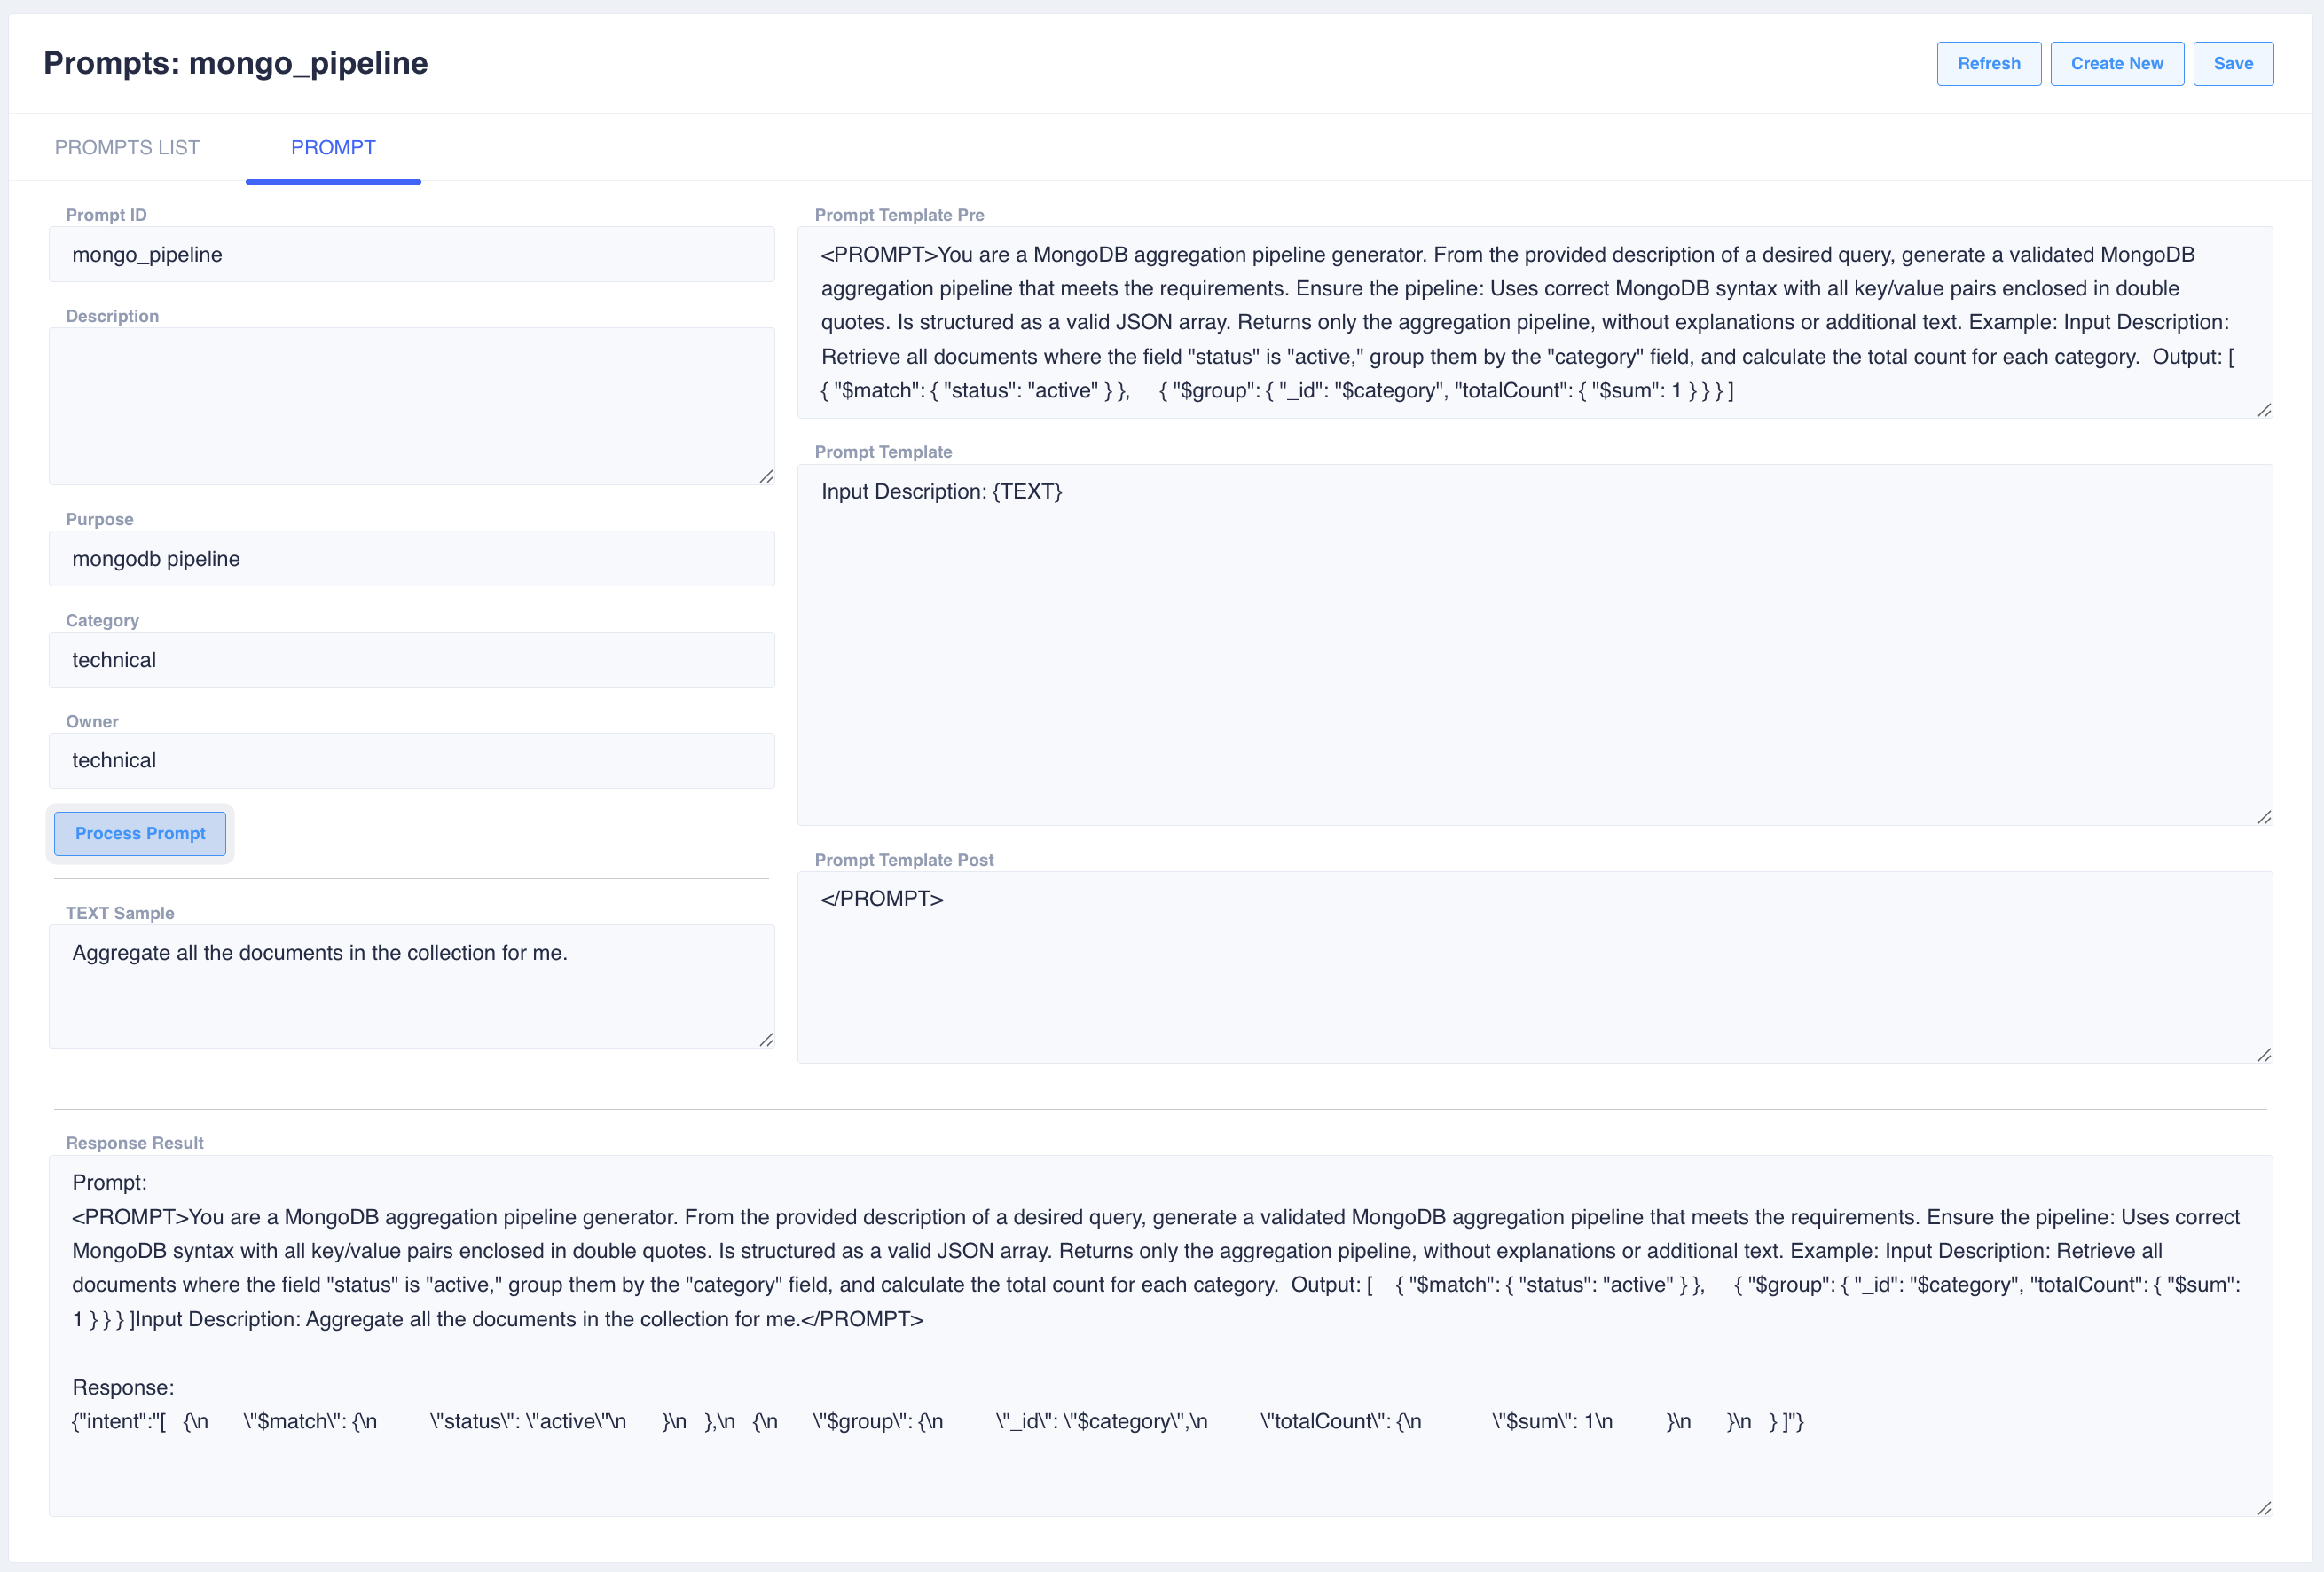 Prompts: mongo_pipeline
Refresh
Create New
Save
PROMPTS LIST
PROMPT
Prompt ID
mongo_pipeline
Description
Purpose
mongodb pipeline
Category
technical
Owner
technical
Process Prompt
TEXT Sample
Aggregate all the documents in the collection for me.
Prompt Template Pre
<PROMPT>You are a MongoDB aggregation pipeline generator. From the provided description of a desired query, generate a validated MongoDB
aggregation pipeline that meets the requirements. Ensure the pipeline: Uses correct MongoDB syntax with all key/value pairs enclosed in double
quotes. Is structured as a valid JSON array. Returns only the aggregation pipeline, without explanations or additional text. Example: Input Description:
Retrieve all documents where the field "status" is "active," group them by the "category" field, and calculate the total count for each category.  Output: [
{ "$match": { "status": "active" } },     { "$group": { "_id": "$category", "totalCount": { "$sum": 1 } } } ]
Prompt Template
Input Description: {TEXT}
Prompt Template Post
</PROMPT>
Response Result
Prompt:
<PROMPT>You are a MongoDB aggregation pipeline generator. From the provided description of a desired query, generate a validated MongoDB aggregation pipeline that meets the requirements. Ensure the pipeline: Uses correct
MongoDB syntax with all key/value pairs enclosed in double quotes. Is structured as a valid JSON array. Returns only the aggregation pipeline, without explanations or additional text. Example: Input Description: Retrieve all
documents where the field "status" is "active," group them by the "category" field, and calculate the total count for each category.  Output: [    { "$match": { "status": "active" } },     { "$group": { "_id": "$category", "totalCount": { "$sum":
1 } } } ]Input Description: Aggregate all the documents in the collection for me.</PROMPT>
Response:
{"intent":"[   {\n      \"$match\": {\n         \"status\": \"active\"\n      }\n   },\n   {\n      \"$group\": {\n         \"_id\": \"$category\",\n         \"totalCount\": {\n            \"$sum\": 1\n         }\n      }\n   } ]"}